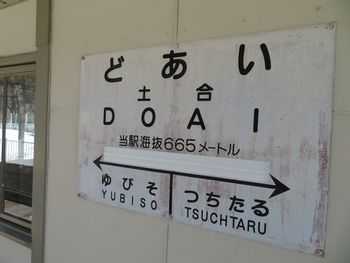 どあい
土合
DOAI
当駅海抜665メートル
ゆびそ つちたる
YUBISO TSUCHTARU